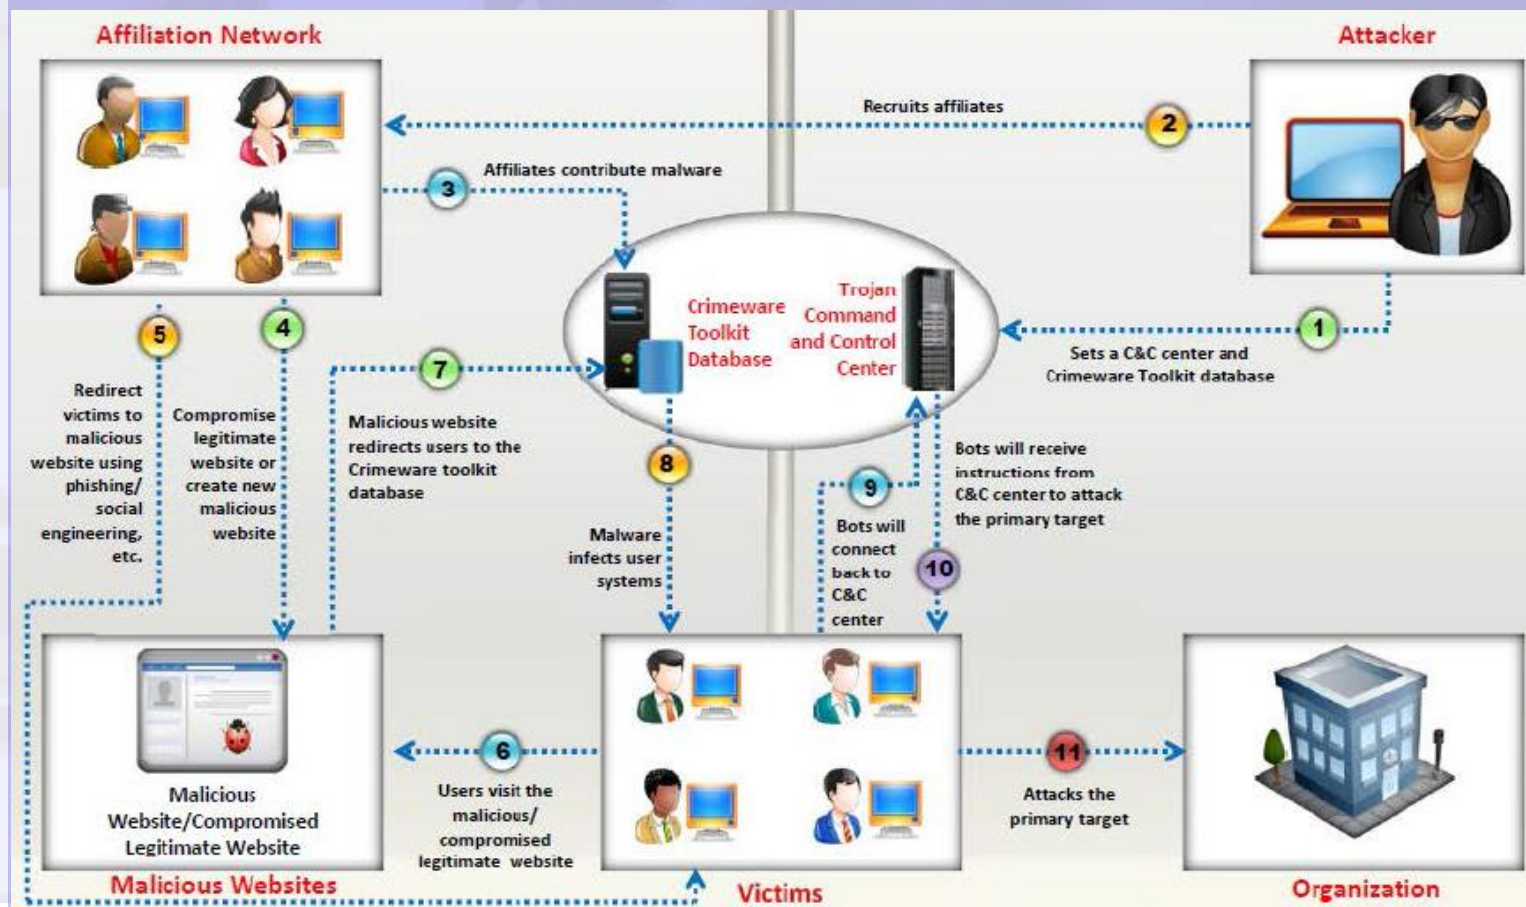 Affiliation Network
Attacker
Recruits affiliates
2
3
Affiliates contribute malware
Crimeware
Toolkit
Database
Trojan
Command
and Control
Center
1
Sets a C&C center and
Crimeware Toolkit database
5
4
7
Redirect
victims to
malicious
website using
phishing/
social
engineering,
etc.
Compromise
legitimate
website or
create new
malicious
website
Malicious website
redirects users to the
Crimeware toolkit
database
8
Malware
infects user
systems
9
Bots will
connect
back to
C&C
center
10
Bots will receive
instructions from
C&C center to attack
the primary target
Malicious
Website/Compromised
Legitimate Website
Malicious Websites
6
Users visit the
malicious/
compromised
legitimate website
Victims
11
Attacks the
primary target
Organization